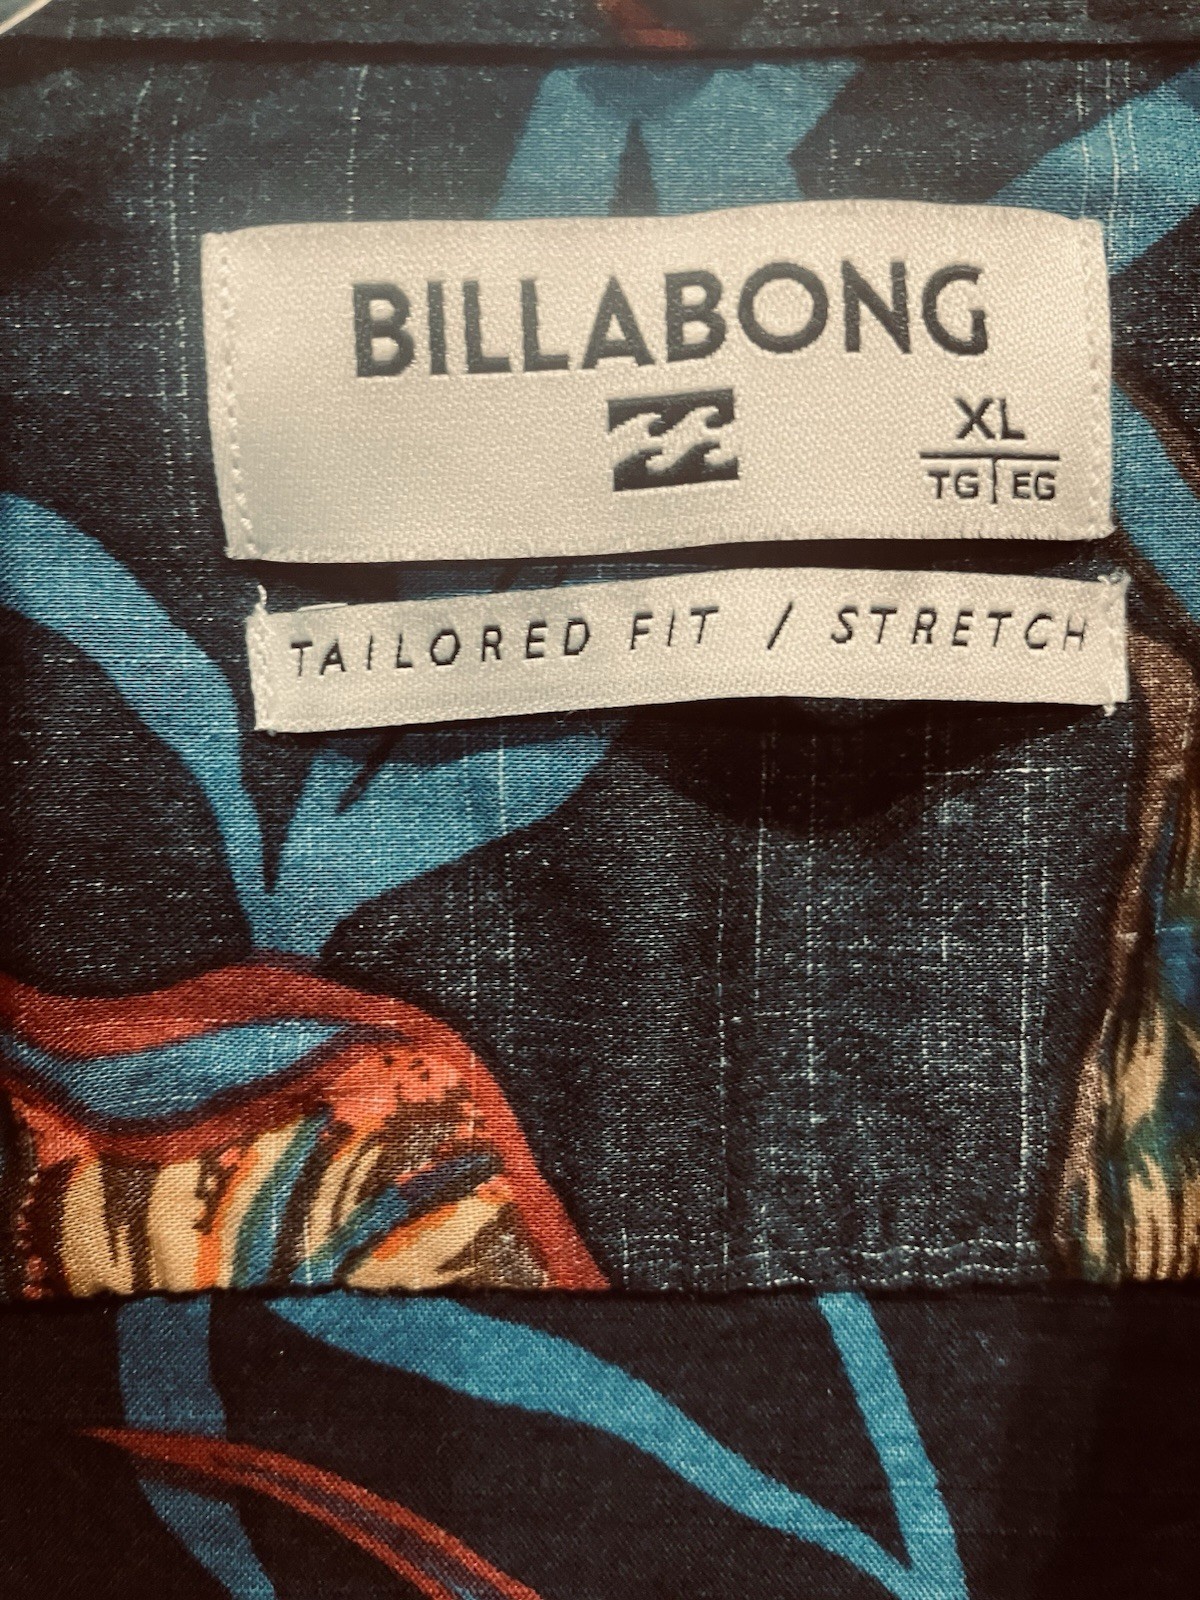 BILLABONG
XL
TG | EG
TAILORED FIT / STRETCH